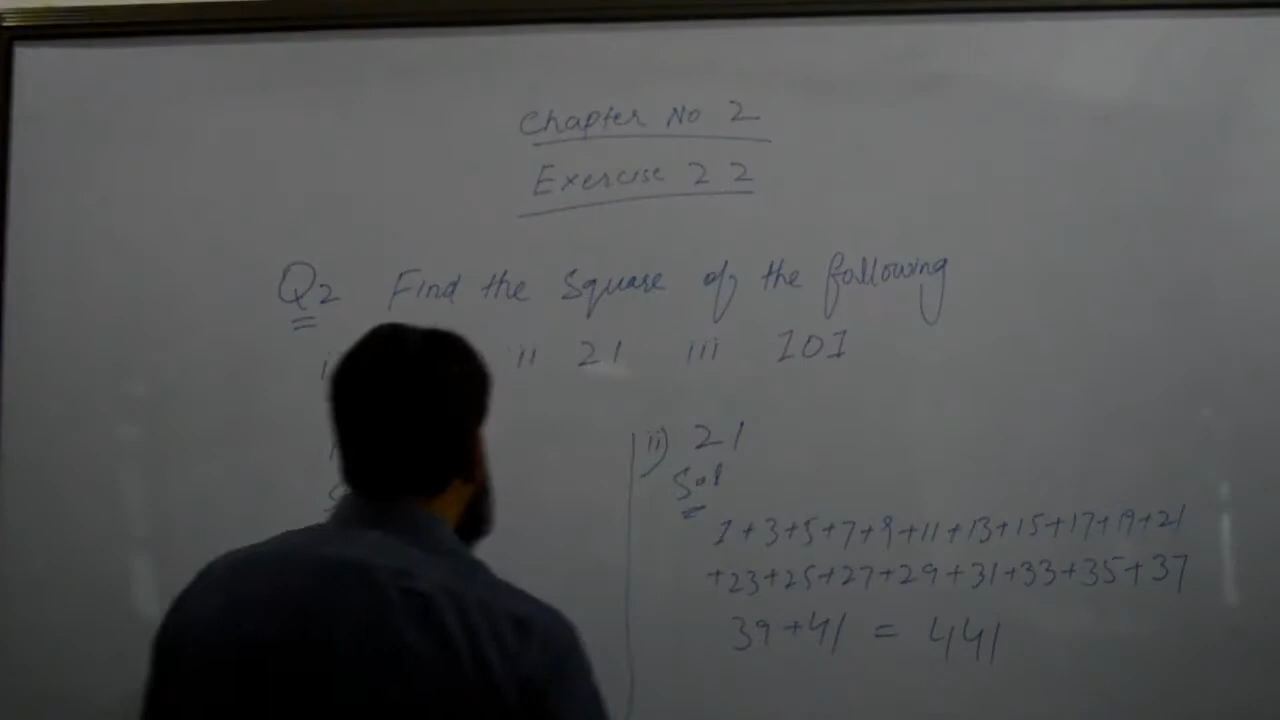 Chapter No 2
Exercise 2 2
Q2 Find the Square of the following
i ii 21 iii 101
ii) 21
Sol
1+3+5+7+9+11+13+15+17+19+21
+23+25+27+29+31+33+35+37
39+41 = 441